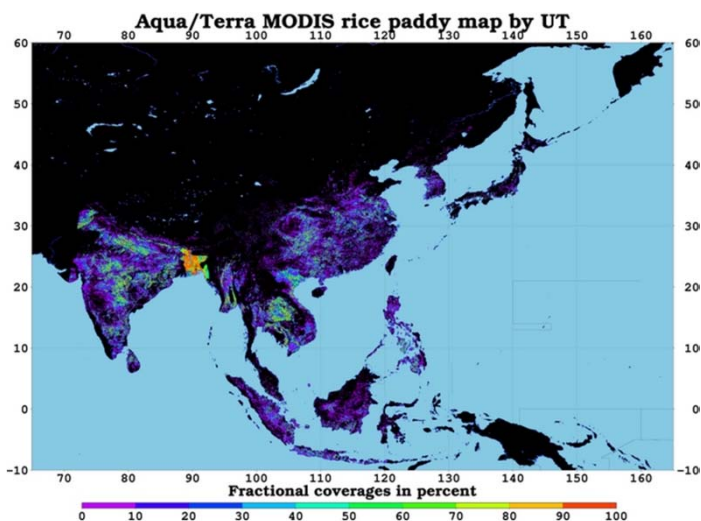 Aqua/Terra MODIS rice paddy map by UT
70 80 90 100 110 120 130 140 150 160
60 60
50 50
40 40
30 30
20 20
10 10
0 0
-10 -10
70 80 90 100 110 120 130 140 150 160
Fractional coverages in percent
0 10 20 30 40 50 60 70 80 90 100